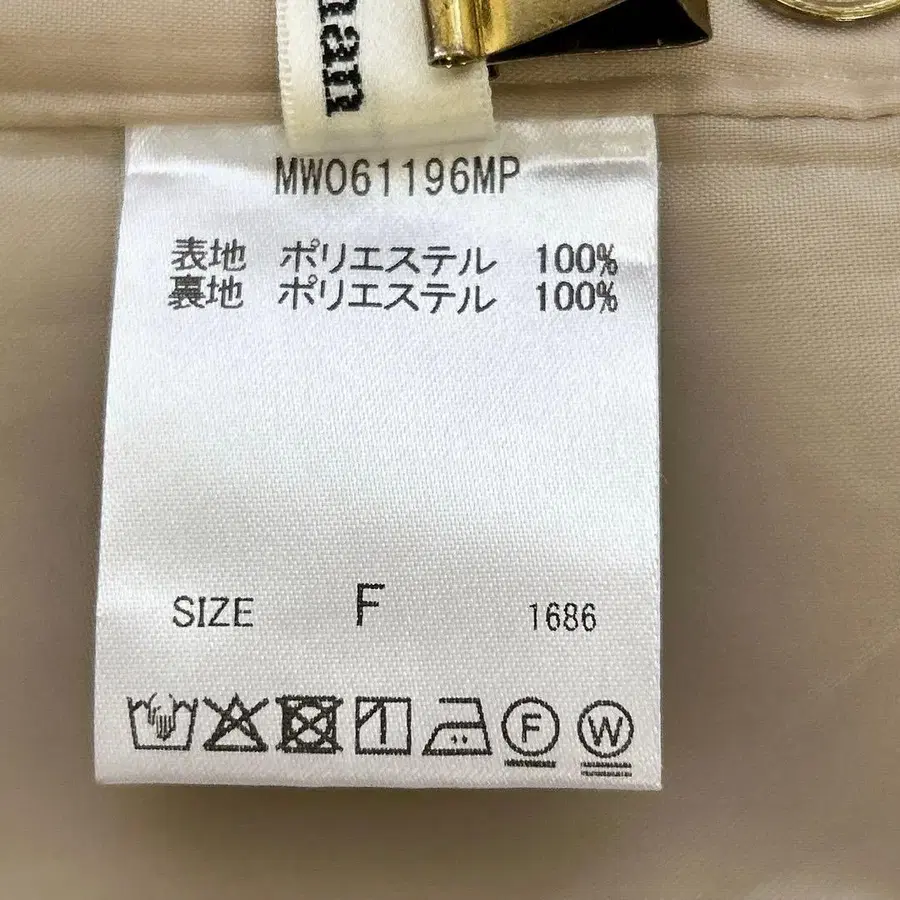 MW061196MP
表地 ポリエステル 100%
裏地 ポリエステル 100%
SIZE F 1686
F W